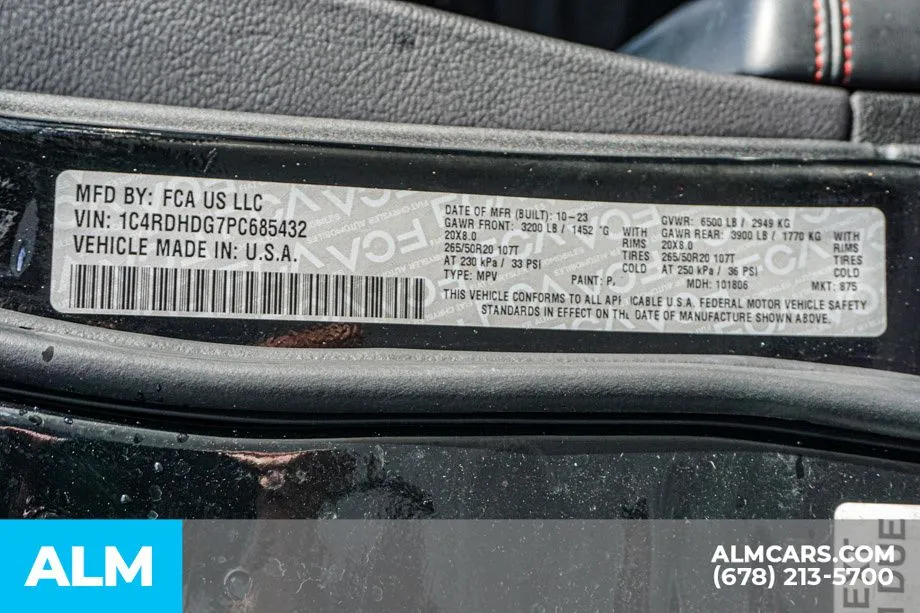 MFD BY: FCA US LLC
VIN: 1C4RDHDG7PC685432
VEHICLE MADE IN: U.S.A.
DATE OF MFR (BUILT): 10-23
GVWR: 6500 LB / 2949 KG
GAWR FRONT: 3200 LB / 1452 G WITH
GAWR REAR: 3900 LB / 1770 KG WITH
20X8.0 RIMS
20X8.0 RIMS
265/50R20 107T TIRES
265/50R20 107T TIRES
AT 230 kPa / 33 PSI COLD
AT 250 kPa / 36 PSI COLD
TYPE: MPV PAINT: P. MDH: 101806 MKT: 875
THIS VEHICLE CONFORMS TO ALL APPLICABLE U.S.A. FEDERAL MOTOR VEHICLE SAFETY
STANDARDS IN EFFECT ON THE DATE OF MANUFACTURE SHOWN ABOVE.
ALM
ALMCARS.COM
(678) 213-5700
DUE